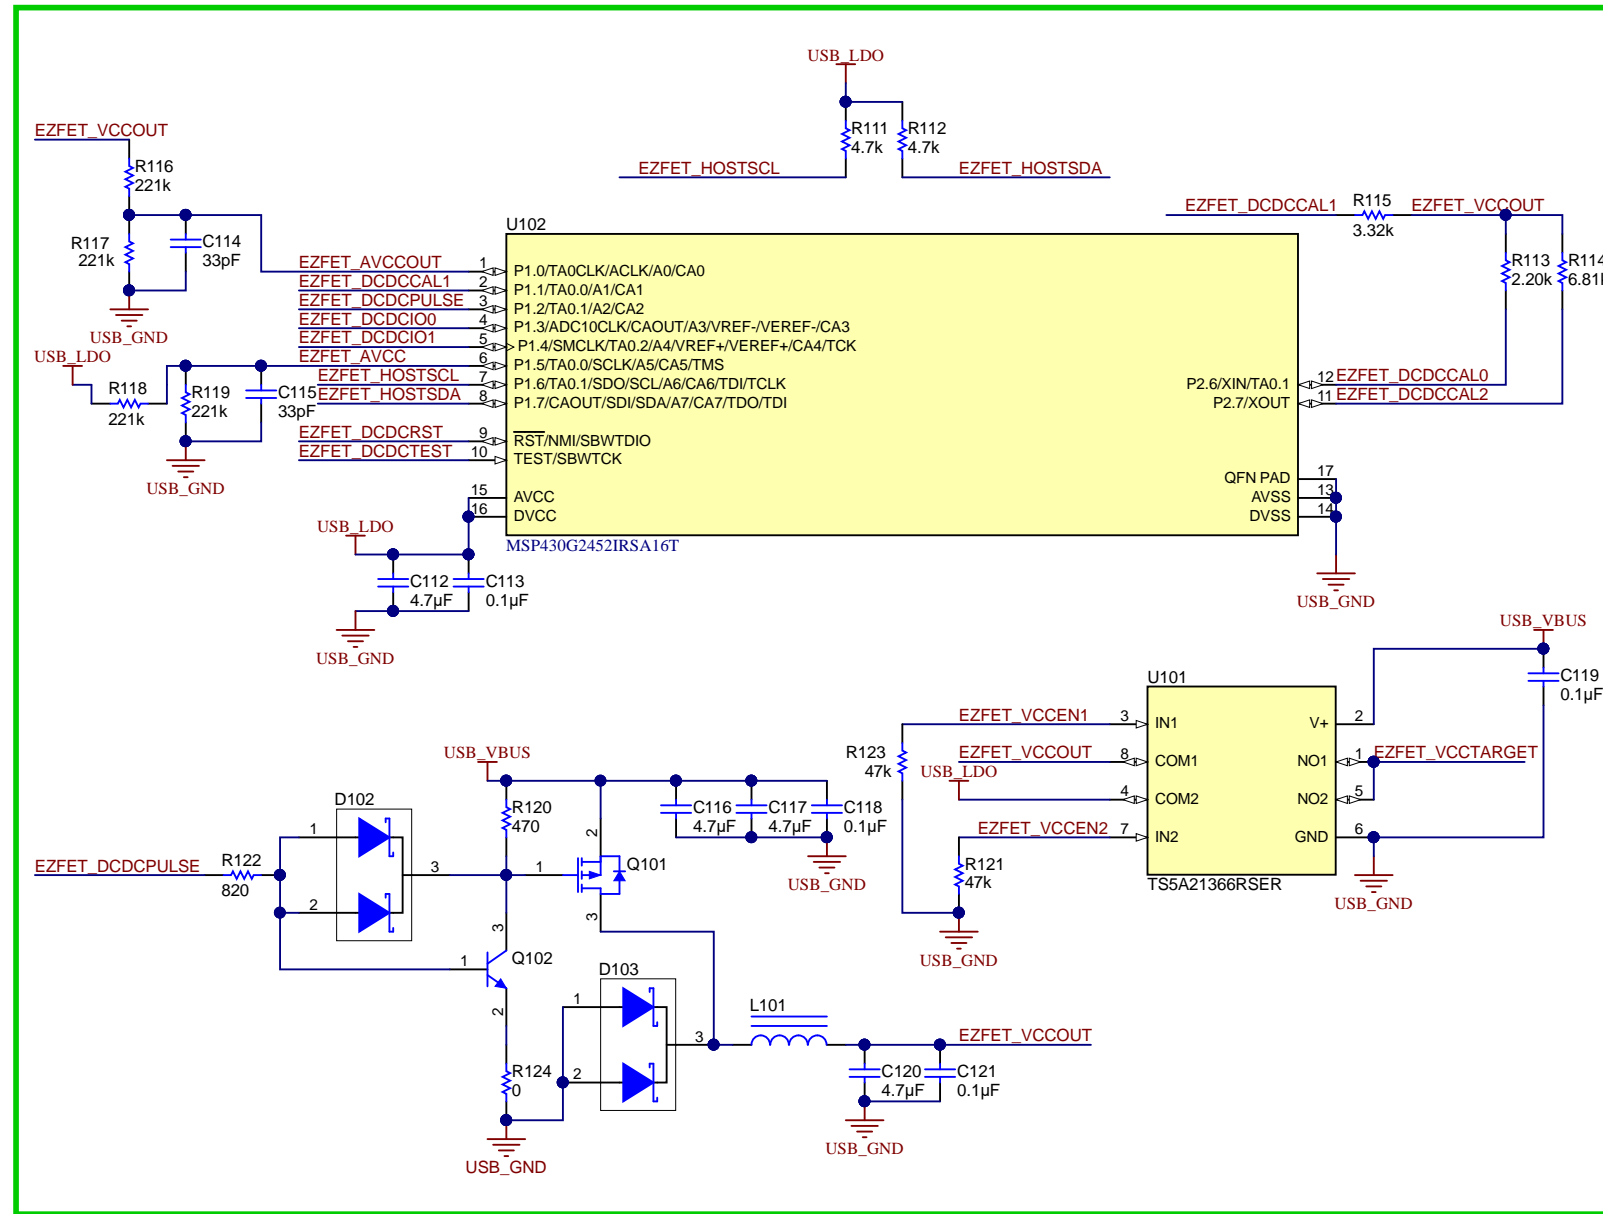 USB_LDO
R111
4.7k
R112
4.7k
EZFET_HOSTSCL
EZFET_HOSTSDA
EZFET_VCCOUT
R116
221k
R117
221k
C114
33pF
USB_GND
EZFET_DCDCCAL1
R115
3.32k
EZFET_VCCOUT
R113
2.20k
R114
U102
EZFET_AVCCOUT
1
P1.0/TA0CLK/ACLK/A0/CA0
EZFET_DCDCCAL1
2
P1.1/TA0.0/A1/CA1
EZFET_DCDCPULSE
3
P1.2/TA0.1/A2/CA2
EZFET_DCDCIO0
4
P1.3/ADC10CLK/CAOUT/A3/VREF-/VEREF-/CA3
EZFET_DCDCIO1
5
P1.4/SMCLK/TA0.2/A4/VREF+/VEREF+/CA4/TCK
EZFET_AVCC
6
P1.5/TA0.0/SCLK/A5/CA5/TMS
EZFET_HOSTSCL
7
P1.6/TA0.1/SDO/SCL/A6/CA6/TDI/TCLK
EZFET_HOSTSDA
8
P1.7/CAOUT/SDI/SDA/A7/CA7/TDO/TDI
EZFET_DCDCRST
9
RST/NMI/SBWTDIO
EZFET_DCDCTEST
10
TEST/SBWTCK
15
AVCC
16
DVCC
P2.6/XIN/TA0.1
12
EZFET_DCDCCAL0
P2.7/XOUT
11
EZFET_DCDCCAL2
QFN PAD
17
AVSS
13
DVSS
14
MSP430G2452IRSA16T
USB_GND
USB_LDO
R118
221k
R119
221k
C115
33pF
USB_GND
USB_LDO
C112
4.7µF
C113
0.1µF
USB_GND
USB_VBUS
C119
0.1µF
U101
EZFET_VCCEN1
3
IN1
EZFET_VCCOUT
8
COM1
USB_LDO
4
COM2
EZFET_VCCEN2
7
IN2
V+
2
NO1
1
EZFET_VCCTARGET
NO2
5
GND
6
TS5A21366RSER
USB_GND
R123
47k
R121
47k
USB_GND
USB_VBUS
R120
470
C116
4.7µF
C117
4.7µF
C118
0.1µF
USB_GND
D102
1
2
3
EZFET_DCDCPULSE
R122
820
2
1
Q101
3
3
1
Q102
2
R124
0
USB_GND
D103
1
2
3
L101
EZFET_VCCOUT
C120
4.7µF
C121
0.1µF
USB_GND